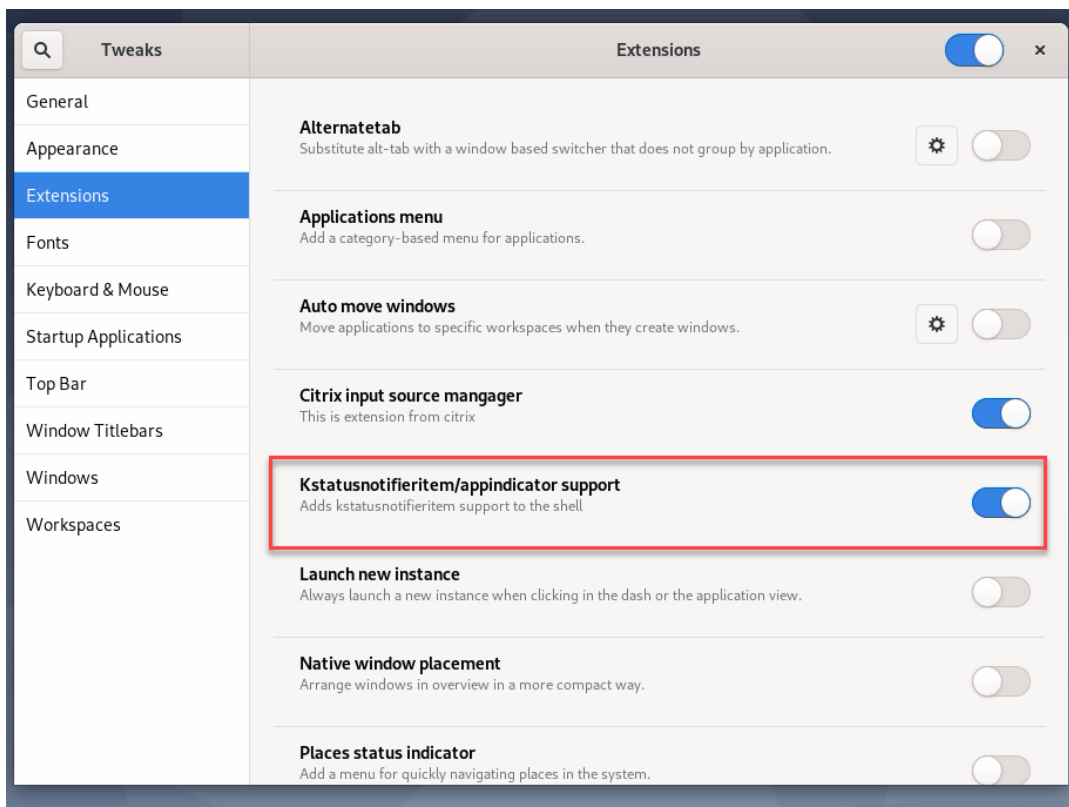 Tweaks
Extensions
General
Appearance
Extensions
Fonts
Keyboard & Mouse
Startup Applications
Top Bar
Window Titlebars
Windows
Workspaces
Alternatetab
Substitute alt-tab with a window based switcher that does not group by application.
Applications menu
Add a category-based menu for applications.
Auto move windows
Move applications to specific workspaces when they create windows.
Citrix input source mangager
This is extension from citrix
Kstatusnotifieritem/appindicator support
Adds kstatusnotifieritem support to the shell
Launch new instance
Always launch a new instance when clicking in the dash or the application view.
Native window placement
Arrange windows in overview in a more compact way.
Places status indicator
Add a menu for quickly navigating places in the system.